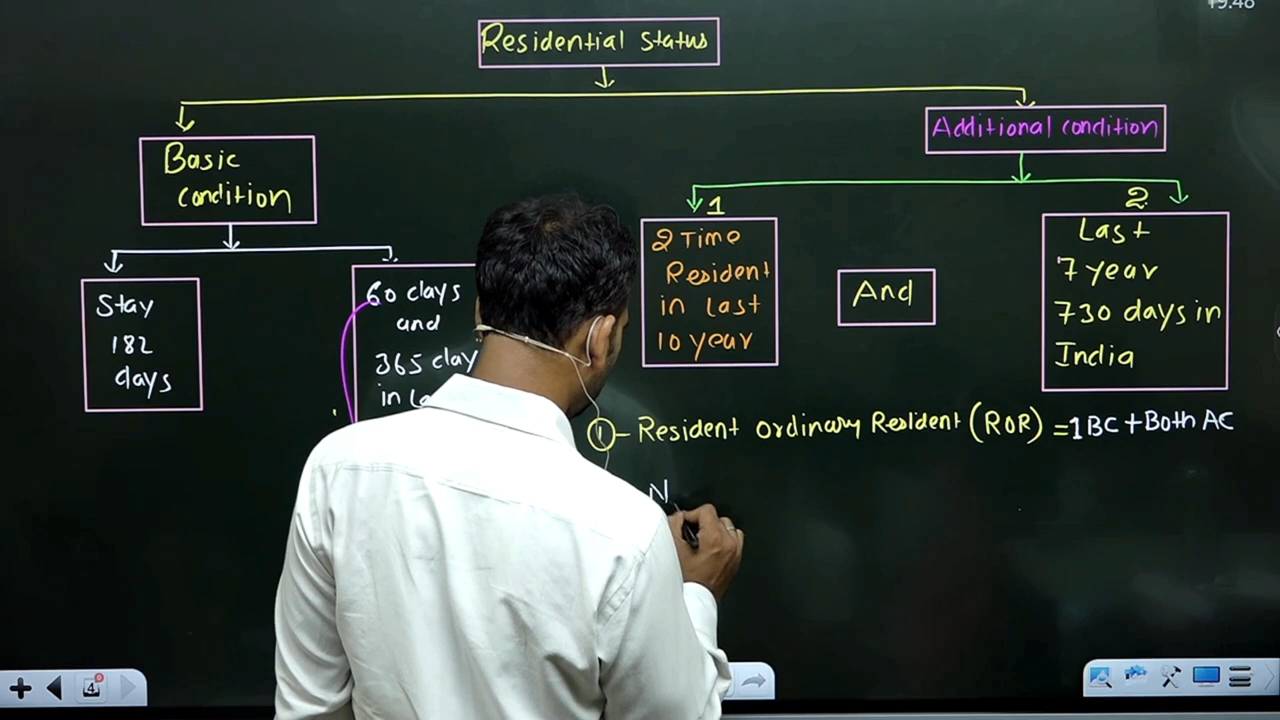 Residential status
Additional condition
Basic
condition
1
2
2 Time
Resident
in last
10 year
And
Last
7 year
730 days in
India
Stay
182
days
60 days
and
365
in
1 - Resident ordinary Resident (ROR) = 1 BC + Both AC
N
4